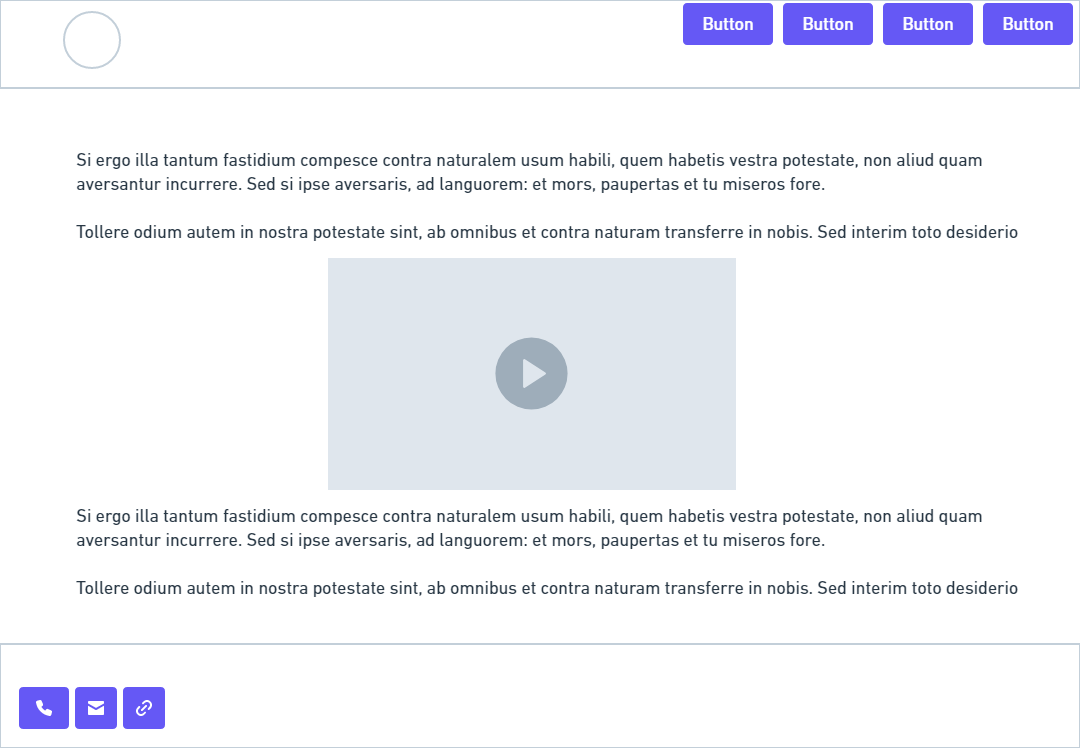 Button
Button
Button
Button
Si ergo illa tantum fastidium compesce contra naturalem usum habili, quem habetis vestra potestate, non aliud quam
aversantur incurrere. Sed si ipse aversaris, ad languorem: et mors, paupertas et tu miseros fore.
Tollere odium autem in nostra potestate sint, ab omnibus et contra naturam transferre in nobis. Sed interim toto desiderio
Si ergo illa tantum fastidium compesce contra naturalem usum habili, quem habetis vestra potestate, non aliud quam
aversantur incurrere. Sed si ipse aversaris, ad languorem: et mors, paupertas et tu miseros fore.
Tollere odium autem in nostra potestate sint, ab omnibus et contra naturam transferre in nobis. Sed interim toto desiderio